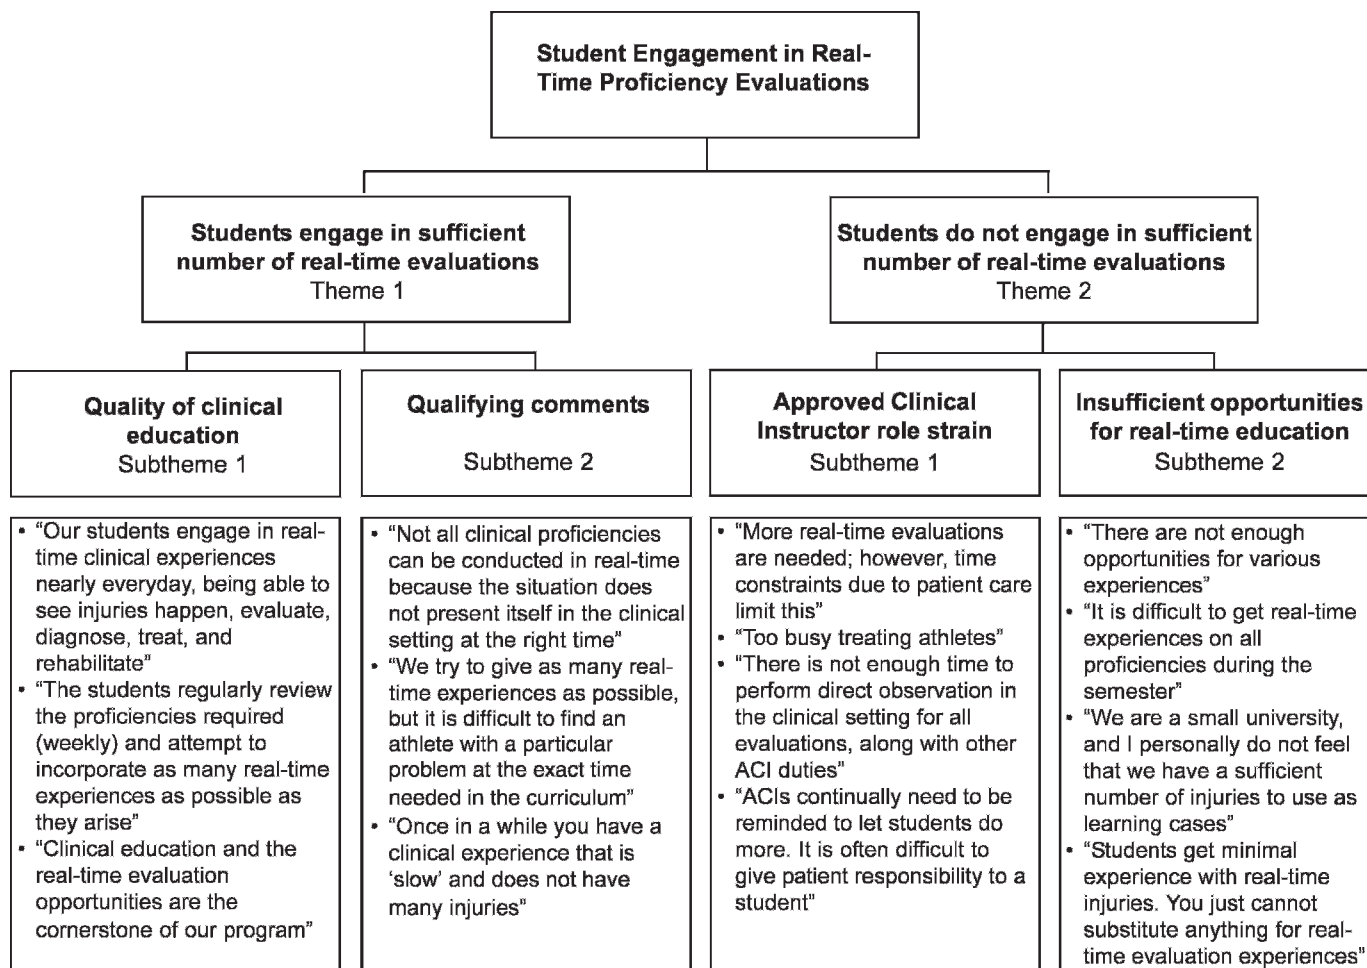 Student Engagement in Real-
Time Proficiency Evaluations
Students engage in sufficient
number of real-time evaluations
Theme 1
Students do not engage in sufficient
number of real-time evaluations
Theme 2
Quality of clinical
education
Subtheme 1
Qualifying comments
Subtheme 2
Approved Clinical
Instructor role strain
Subtheme 1
Insufficient opportunities
for real-time education
Subtheme 2
• “Our students engage in real-
time clinical experiences
nearly everyday, being able to
see injuries happen, evaluate,
diagnose, treat, and
rehabilitate”
• “The students regularly review
the proficiencies required
(weekly) and attempt to
incorporate as many real-time
experiences as possible as
they arise”
• “Clinical education and the
real-time evaluation
opportunities are the
cornerstone of our program”
• “Not all clinical proficiencies
can be conducted in real-time
because the situation does
not present itself in the clinical
setting at the right time”
• “We try to give as many real-
time experiences as possible,
but it is difficult to find an
athlete with a particular
problem at the exact time
needed in the curriculum”
• “Once in a while you have a
clinical experience that is
‘slow’ and does not have
many injuries”
• “More real-time evaluations
are needed; however, time
constraints due to patient care
limit this”
• “Too busy treating athletes”
• “There is not enough time to
perform direct observation in
the clinical setting for all
evaluations, along with other
ACI duties”
• “ACIs continually need to be
reminded to let students do
more. It is often difficult to
give patient responsibility to a
student”
• “There are not enough
opportunities for various
experiences”
• “It is difficult to get real-time
experiences on all
proficiencies during the
semester”
• “We are a small university,
and I personally do not feel
that we have a sufficient
number of injuries to use as
learning cases”
• “Students get minimal
experience with real-time
injuries. You just cannot
substitute anything for real-
time evaluation experiences”